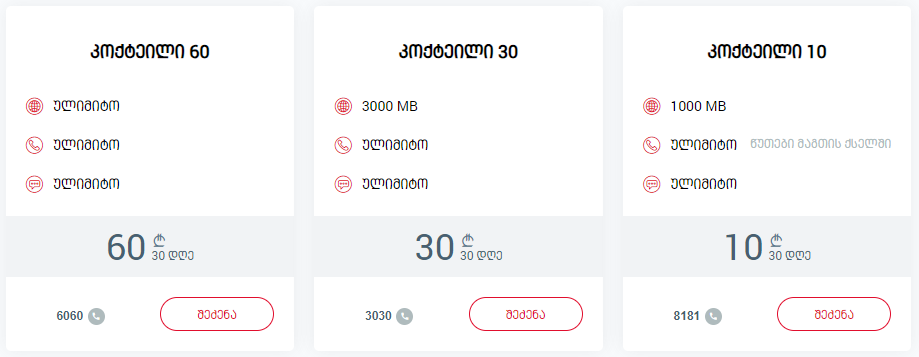 კოქტეილი 60
ულიმიტო
ულიმიტო
ულიმიტო
60 ₾
30 დღე
6060
შეძენა
კოქტეილი 30
3000 MB
ულიმიტო
ულიმიტო
30 ₾
30 დღე
3030
შეძენა
კოქტეილი 10
1000 MB
ულიმიტო წუთები მაგთის ქსელში
ულიმიტო
10 ₾
30 დღე
8181
შეძენა